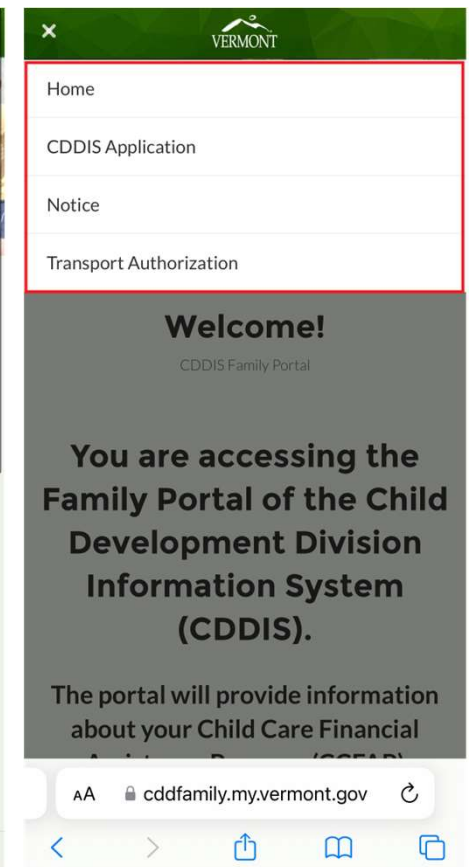 VERMONT
Home
CDDIS Application
Notice
Transport Authorization
Welcome!
CDDIS Family Portal
You are accessing the
Family Portal of the Child
Development Division
Information System
(CDDIS).
The portal will provide information
about your Child Care Financial
AA cddfamily.my.vermont.gov